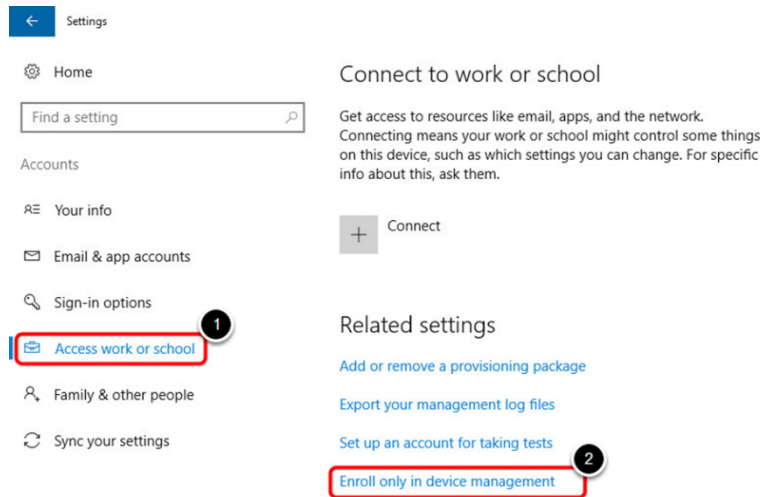 Settings
Home
Find a setting
Accounts
Your info
Email & app accounts
Sign-in options
1
Access work or school
Family & other people
Sync your settings
Connect to work or school
Get access to resources like email, apps, and the network.
Connecting means your work or school might control some things
on this device, such as which settings you can change. For specific
info about this, ask them.
Connect
Related settings
Add or remove a provisioning package
Export your management log files
Set up an account for taking tests
2
Enroll only in device management